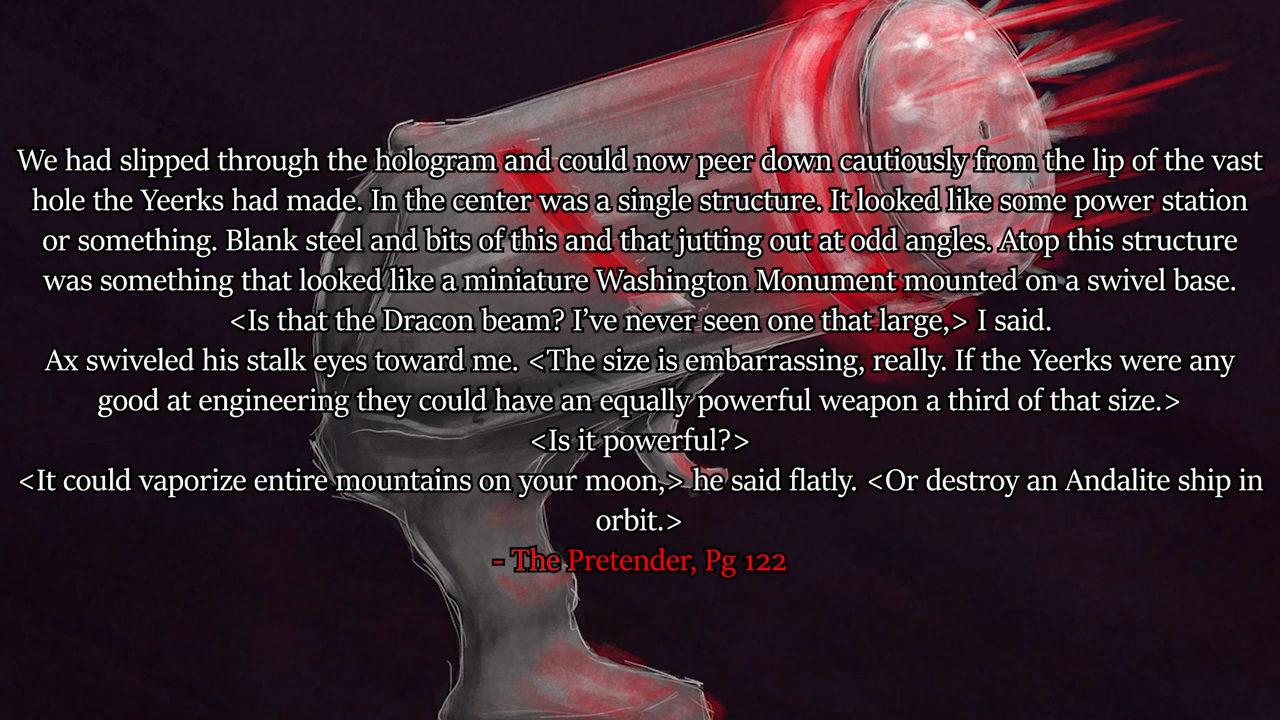 We had slipped through the hologram and could now peer down cautiously from the lip of the vast
hole the Yeerks had made. In the center was a single structure. It looked like some power station
or something. Blank steel and bits of this and that jutting out at odd angles. Atop this structure
was something that looked like a miniature Washington Monument mounted on a swivel base.
<Is that the Dracon beam? I’ve never seen one that large,> I said.
Ax swiveled his stalk eyes toward me. <The size is embarrassing, really. If the Yeerks were any
good at engineering they could have an equally powerful weapon a third of that size.>
<Is it powerful?>
<It could vaporize entire mountains on your moon,> he said flatly. <Or destroy an Andalite ship in
orbit.>
- The Pretender, Pg 122